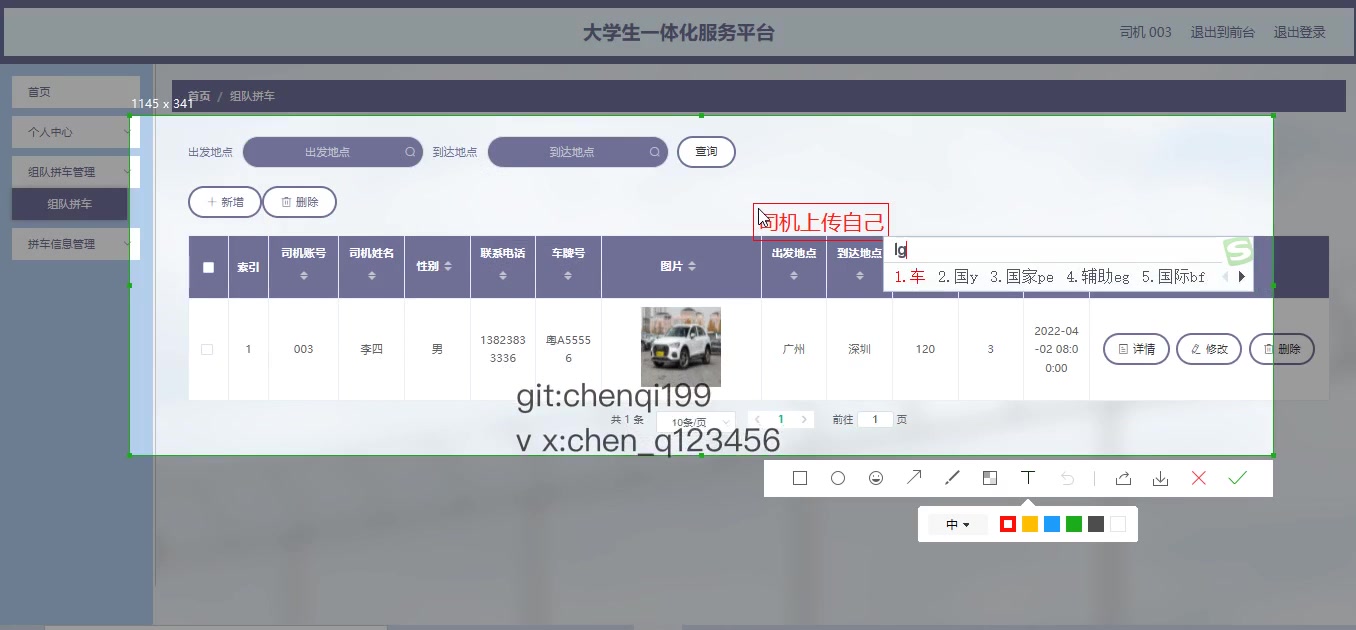 大学生一体化服务平台
司机 003 退出到前台 退出登录
首页
首页 / 组队拼车
1145 x 341
个人中心
组队拼车管理
组队拼车
拼车信息管理
出发地点 出发地点 到达地点 到达地点 查询
新增 删除
司机上传自己
lg
1.车 2.国y 3.国家pe 4.辅助eg 5.国际bf
索引 司机账号 司机姓名 性别 联系电话 车牌号 图片 出发地点 到达地点
1 003 李四 男 1382383 3336 粤A5555 6 广州 深圳 120 3 2022-04 -02 08:0 0:00 详情 修改 删除
git:chenqi199
共 1 条 10条/页 1 前往 1 页
v x:chen_q123456
中